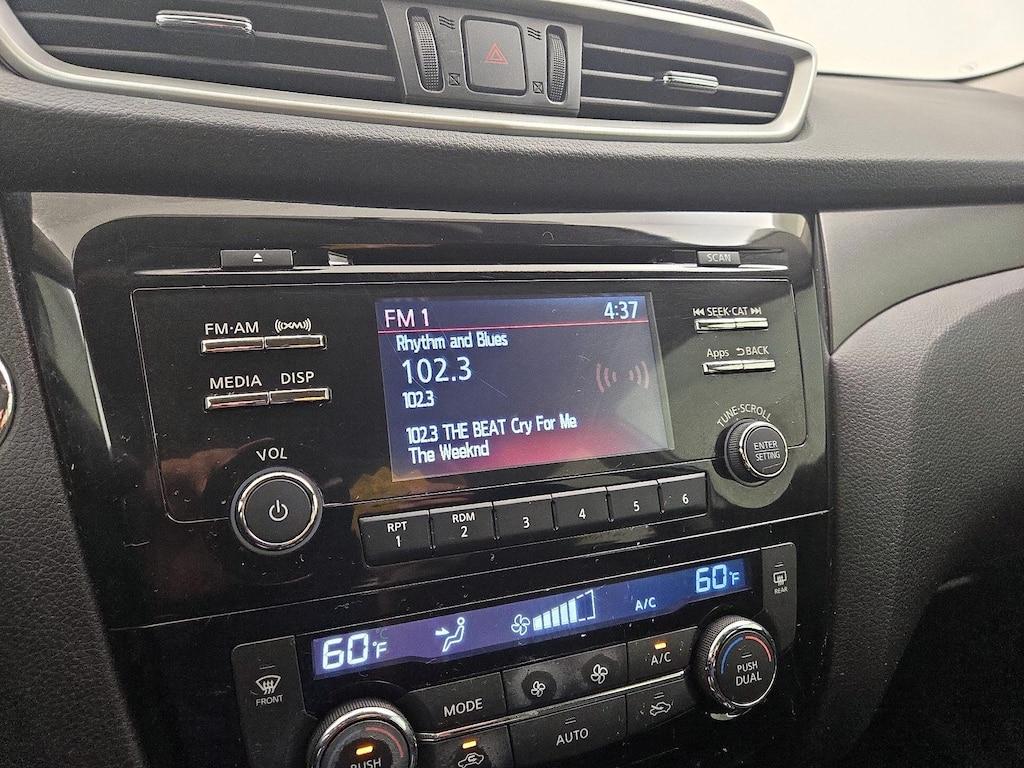 SCAN
FM·AM
((XM))
SEEK·CAT
MEDIA
DISP
Apps
BACK
FM 1
4:37
Rhythm and Blues
102.3
102.3
102.3 THE BEAT Cry For Me
The Weeknd
VOL
TUNE·SCROLL
ENTER
SETTING
RPT
1
RDM
2
3
4
5
6
60°F
A/C
60°F
REAR
FRONT
MODE
A/C
PUSH
DUAL
AUTO
PUSH